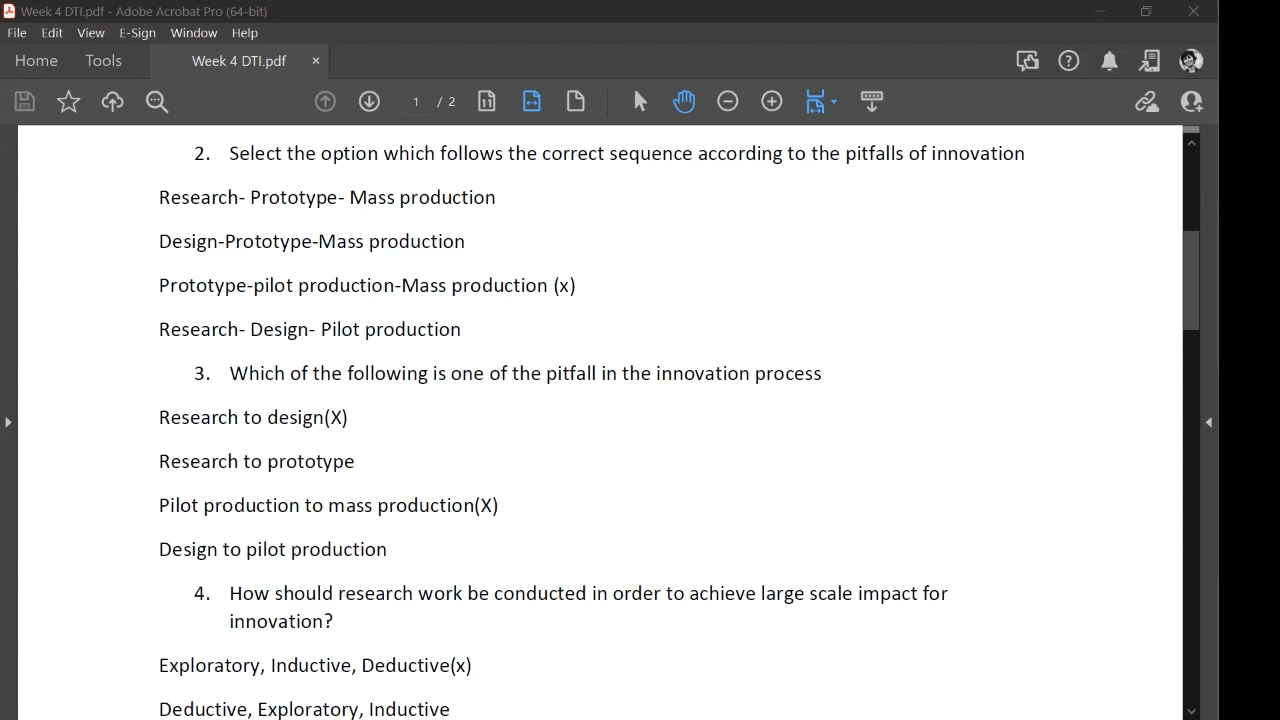 Week 4 DTI.pdf - Adobe Acrobat Pro (64-bit)
File Edit View E-Sign Window Help
Home Tools Week 4 DTI.pdf ×
1 / 2
2. Select the option which follows the correct sequence according to the pitfalls of innovation
Research- Prototype- Mass production
Design-Prototype-Mass production
Prototype-pilot production-Mass production (x)
Research- Design- Pilot production
3. Which of the following is one of the pitfall in the innovation process
Research to design(X)
Research to prototype
Pilot production to mass production(X)
Design to pilot production
4. How should research work be conducted in order to achieve large scale impact for
innovation?
Exploratory, Inductive, Deductive(x)
Deductive, Exploratory, Inductive